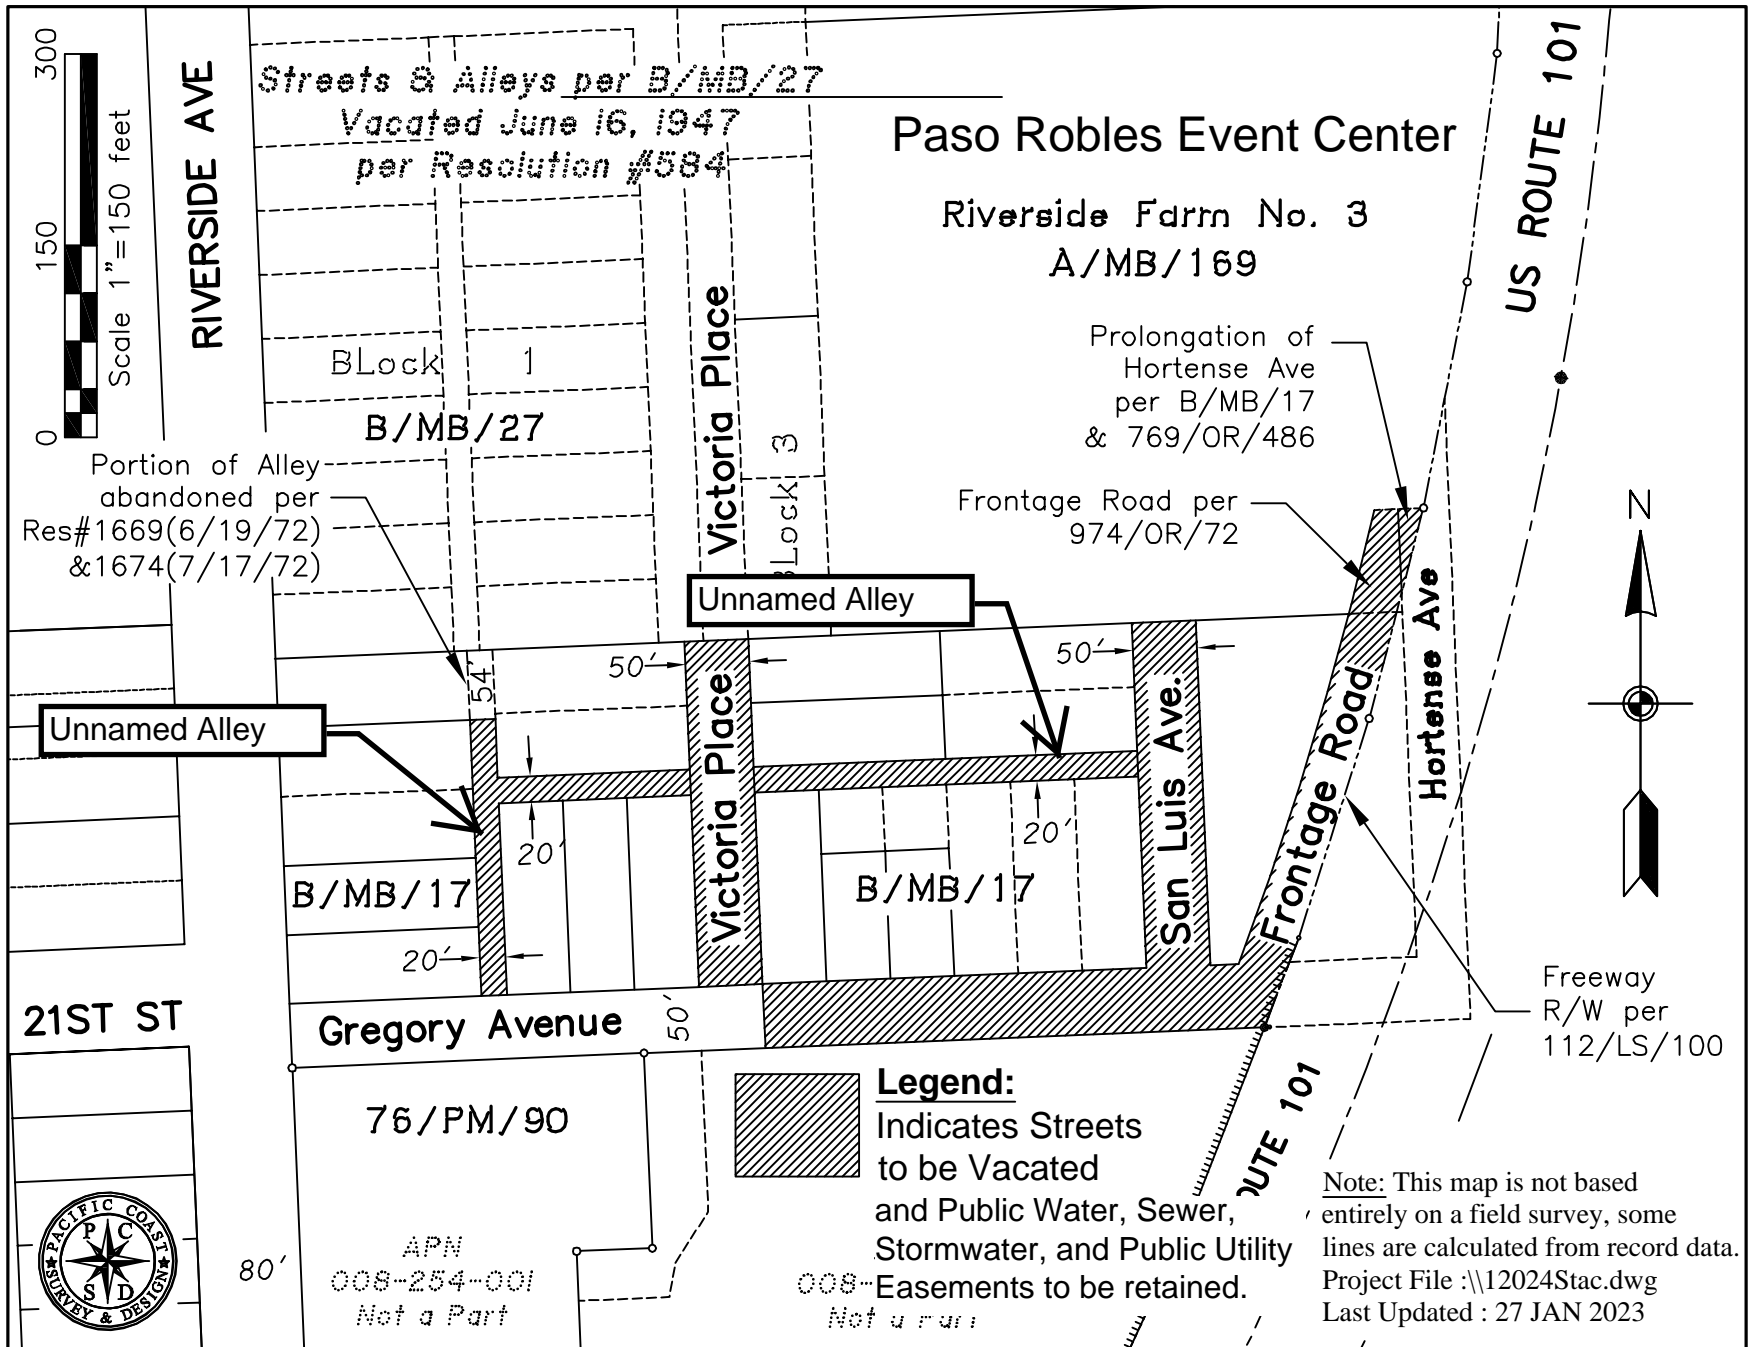 300
150
0
Scale 1"=150 feet
RIVERSIDE AVE
Streets & Alleys per B/MB/27
Vacated June 16, 1947
per Resolution #584
Paso Robles Event Center
Riverside Farm No. 3
A/MB/169
US ROUTE 101
Prolongation of
Hortense Ave
per B/MB/17
& 769/OR/486
Frontage Road per
974/OR/72
BLock 1
B/MB/27
Victoria Place
BLock 3
Portion of Alley
abandoned per
Res#1669(6/19/72)
&1674(7/17/72)
Unnamed Alley
Unnamed Alley
54'
50'
50'
Victoria Place
San Luis Ave.
Frontage Road
Hortense Ave
N
20'
20'
B/MB/17
B/MB/17
20'
21ST ST
Gregory Avenue
50'
Freeway
R/W per
112/LS/100
76/PM/90
Legend:
Indicates Streets
to be Vacated
and Public Water, Sewer,
Stormwater, and Public Utility
Easements to be retained.
OUTE 101
80'
APN
008-254-001
Not a Part
008-
Not a Part
Note: This map is not based
entirely on a field survey, some
lines are calculated from record data.
Project File :\\12024Stac.dwg
Last Updated : 27 JAN 2023
PACIFIC COAST
SURVEY & DESIGN
P C
S D